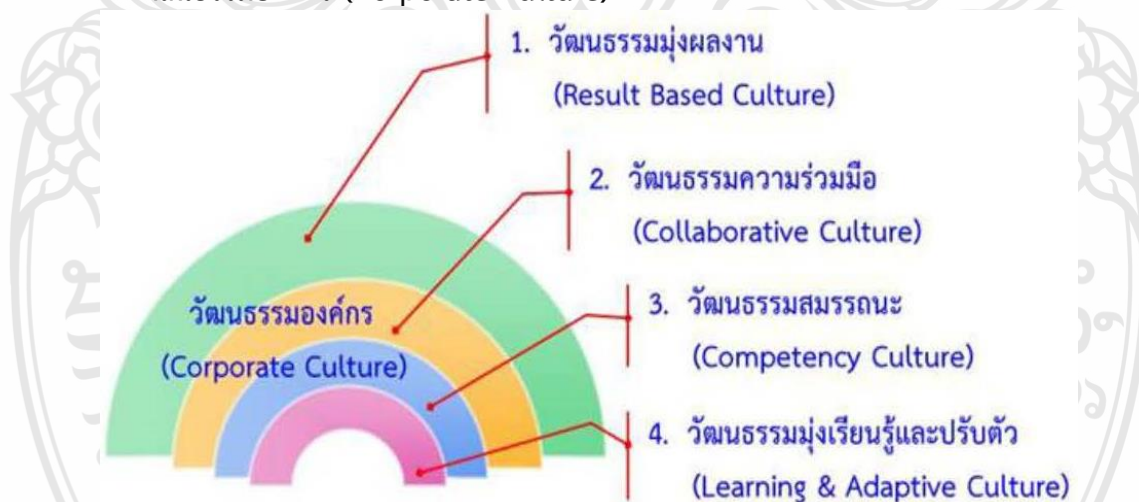 (Corporate Culture)
1. วัฒนธรรมมุ่งผลงาน
(Result Based Culture)
2. วัฒนธรรมความร่วมมือ
(Collaborative Culture)
วัฒนธรรมองค์กร
(Corporate Culture)
3. วัฒนธรรมสมรรถนะ
(Competency Culture)
4. วัฒนธรรมมุ่งเรียนรู้และปรับตัว
(Learning & Adaptive Culture)